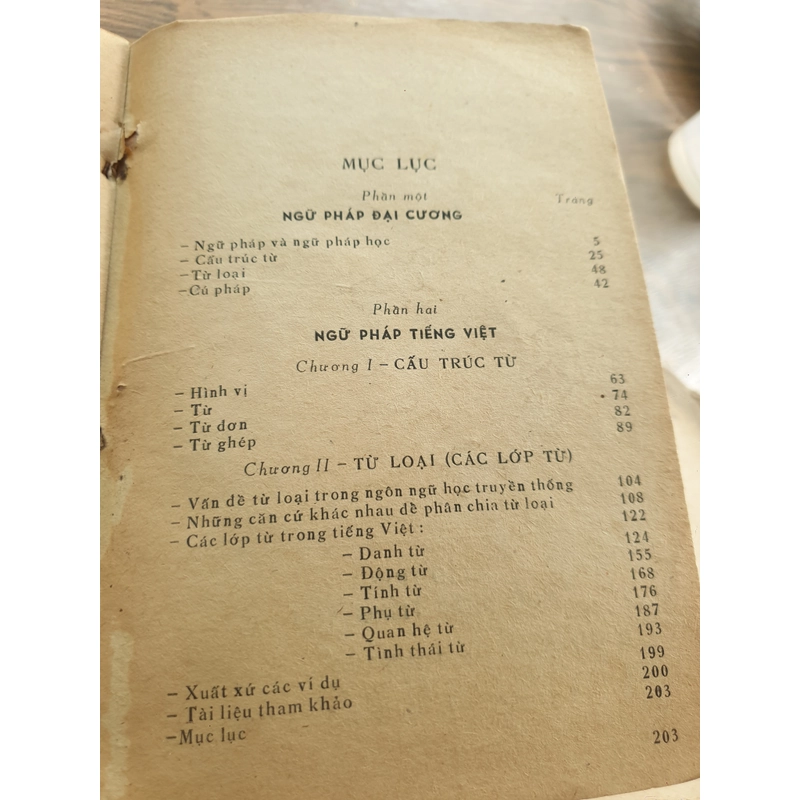 MỤC LỤC
Phần một Trang
NGỮ PHÁP ĐẠI CƯƠNG
– Ngữ pháp và ngữ pháp học 5
– Cấu trúc từ 25
– Từ loại 48
– Cú pháp 42
Phần hai
NGỮ PHÁP TIẾNG VIỆT
Chương I – CẤU TRÚC TỪ
– Hình vị 63
– Từ 74
– Từ dơn 82
– Từ ghép 89
Chương II – TỪ LOẠI (CÁC LỚP TỪ)
– Vấn dề từ loại trong ngôn ngữ học truyền thống 104
– Những căn cứ khác nhau dể phân chia từ loại 108
– Các lớp từ trong tiếng Việt : 122
– Danh từ 124
– Động từ 155
– Tính từ 168
– Phụ từ 176
– Quan hệ từ 187
– Tình thái từ 193
– Xuất xứ các ví dụ 199
– Tài liệu tham khảo 200
– Mục lục 203
203